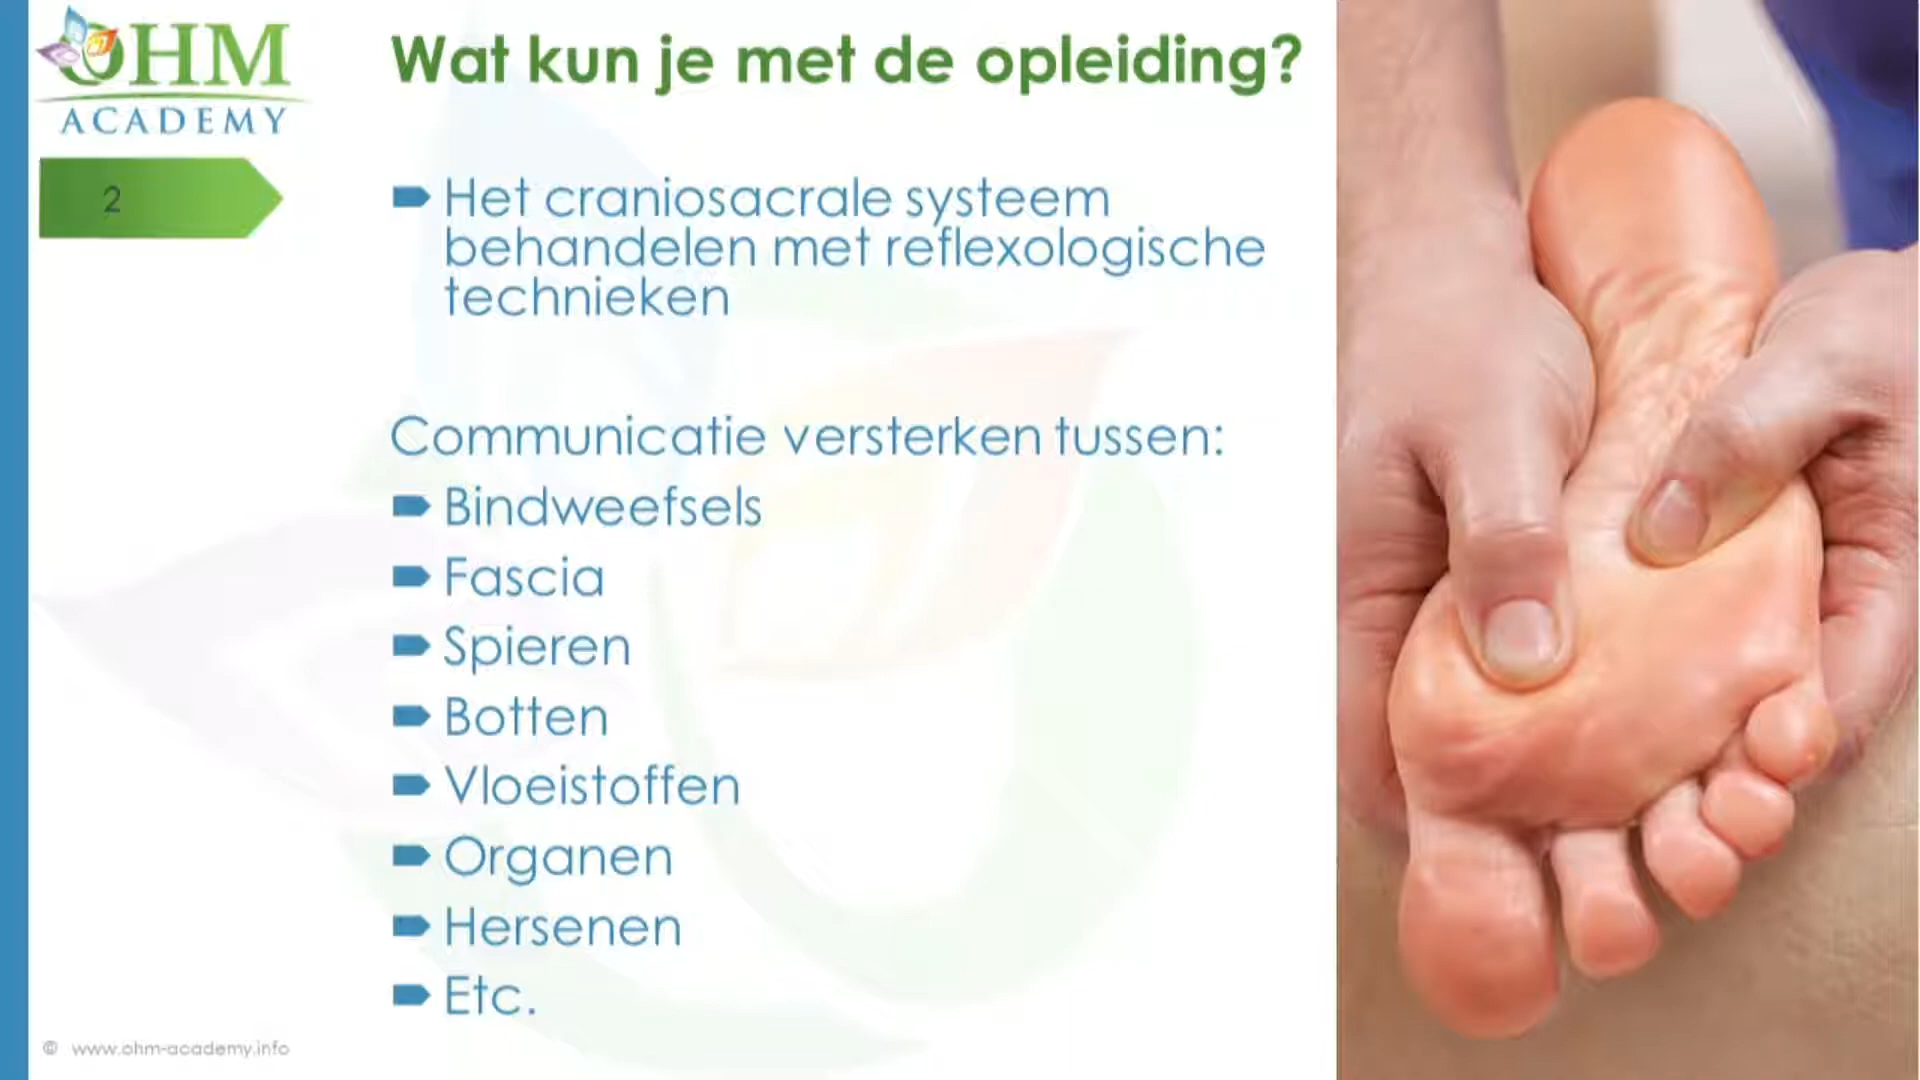 OHM
ACADEMY
Wat kun je met de opleiding?
2
Het craniosacrale systeem
behandelen met reflexologische
technieken
Communicatie versterken tussen:
Bindweefsels
Fascia
Spieren
Botten
Vloeistoffen
Organen
Hersenen
Etc.
© www.ohm-academy.info